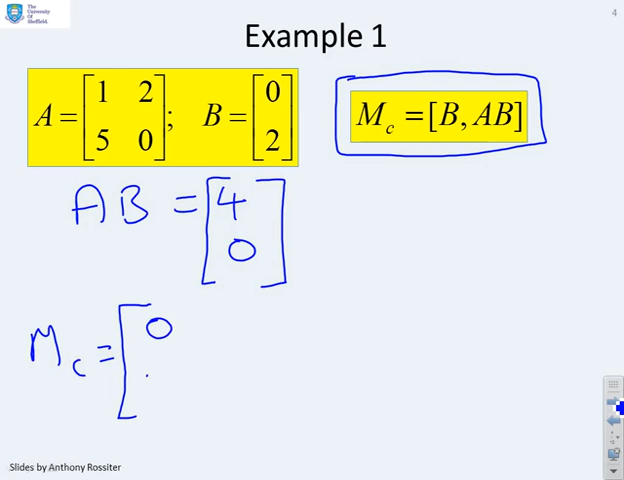 The University Of Sheffield.
4
Example 1
A = [1 2; 5 0]; B = [0; 2]
M_c = [B, AB]
AB = [4; 0]
M_c = [0
Slides by Anthony Rossiter